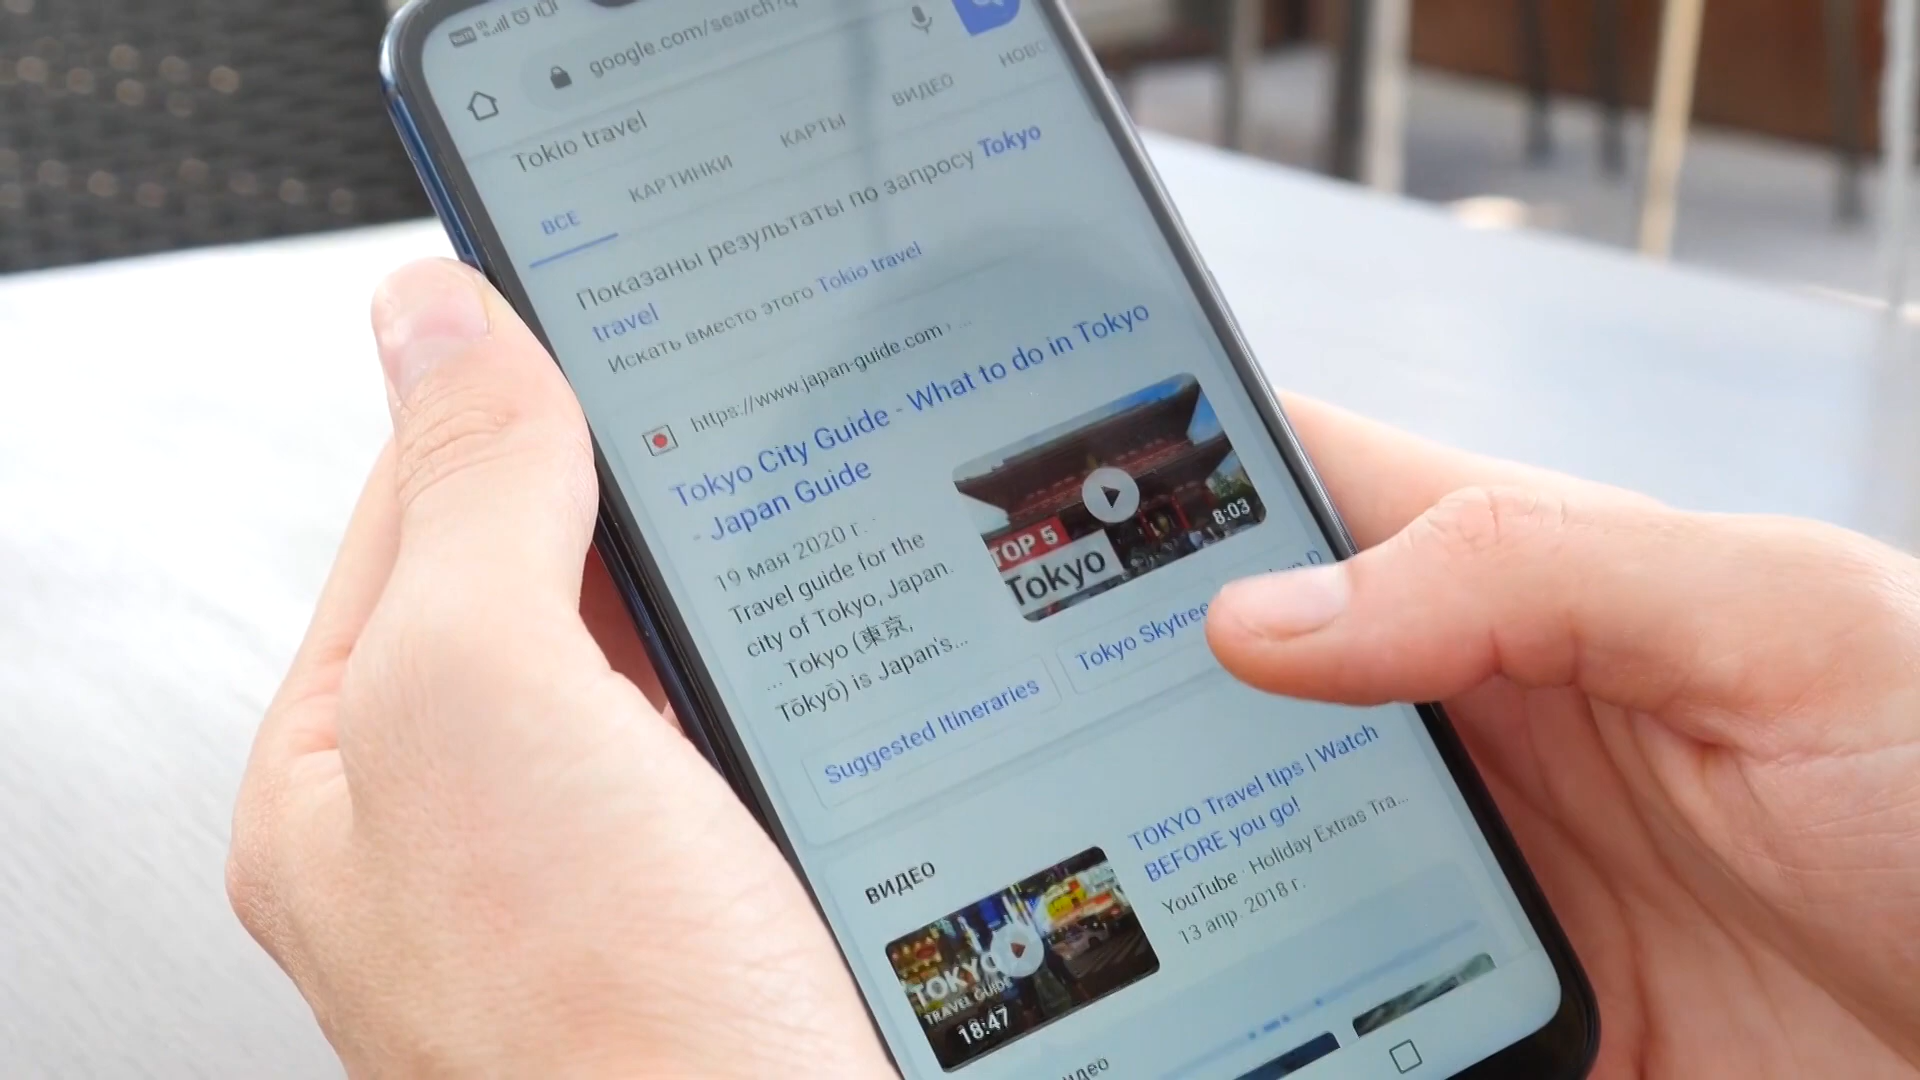 google.com/search?q
Tokio travel
ВСЕ КАРТИНКИ КАРТЫ ВИДЕО НОВО
Показаны результаты по запросу Tokyo
travel
Искать вместо этого Tokio travel
https://www.japan-guide.com › ...
Tokyo City Guide - What to do in Tokyo
- Japan Guide
19 мая 2020 г. ·
Travel guide for the
city of Tokyo, Japan.
... Tokyo (東京,
Tōkyō) is Japan's...
TOP 5
Tokyo
8:03
Suggested Itineraries
Tokyo Skytree
ВИДЕО
TOKYO
TRAVEL GUIDE
18:47
TOKYO Travel tips | Watch
BEFORE you go!
YouTube · Holiday Extras Tra...
13 апр. 2018 г.